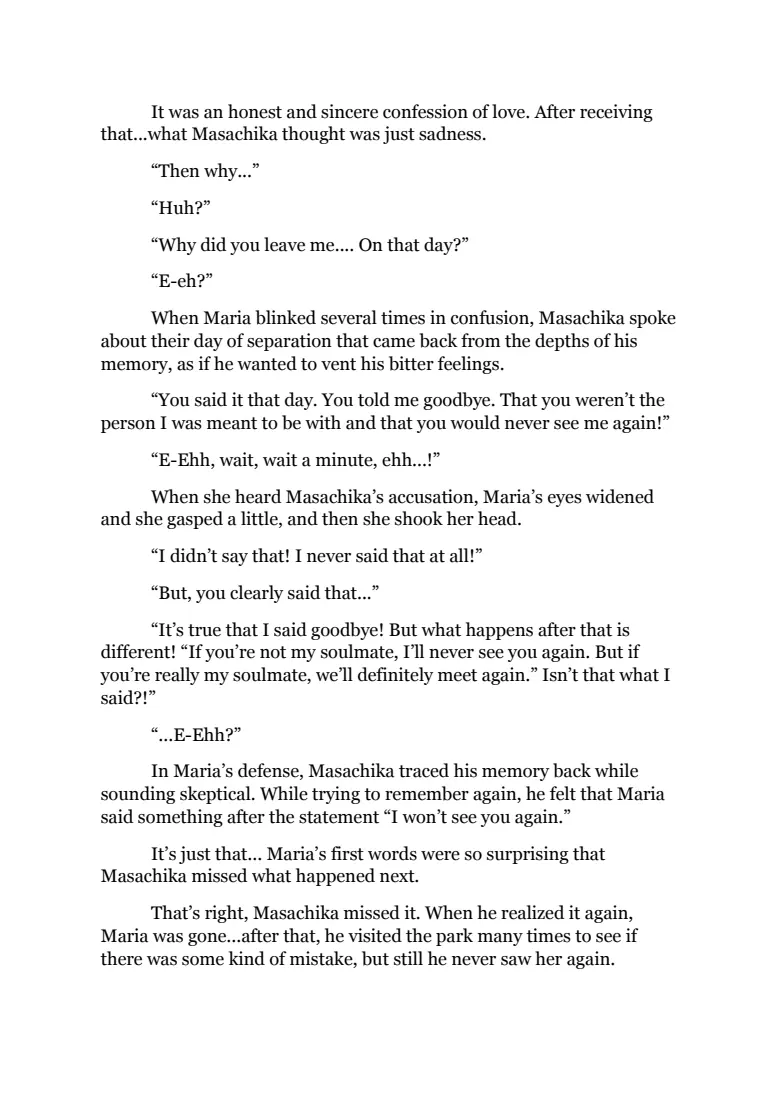 It was an honest and sincere confession of love. After receiving
that...what Masachika thought was just sadness.
“Then why...”
“Huh?”
“Why did you leave me.... On that day?”
“E-eh?”
When Maria blinked several times in confusion, Masachika spoke
about their day of separation that came back from the depths of his
memory, as if he wanted to vent his bitter feelings.
“You said it that day. You told me goodbye. That you weren’t the
person I was meant to be with and that you would never see me again!”
“E-Ehh, wait, wait a minute, ehh...!”
When she heard Masachika’s accusation, Maria’s eyes widened
and she gasped a little, and then she shook her head.
“I didn’t say that! I never said that at all!”
“But, you clearly said that...”
“It’s true that I said goodbye! But what happens after that is
different! “If you’re not my soulmate, I’ll never see you again. But if
you’re really my soulmate, we’ll definitely meet again.” Isn’t that what I
said?!”
“...E-Ehh?”
In Maria’s defense, Masachika traced his memory back while
sounding skeptical. While trying to remember again, he felt that Maria
said something after the statement “I won’t see you again.”
It’s just that... Maria’s first words were so surprising that
Masachika missed what happened next.
That’s right, Masachika missed it. When he realized it again,
Maria was gone...after that, he visited the park many times to see if
there was some kind of mistake, but still he never saw her again.